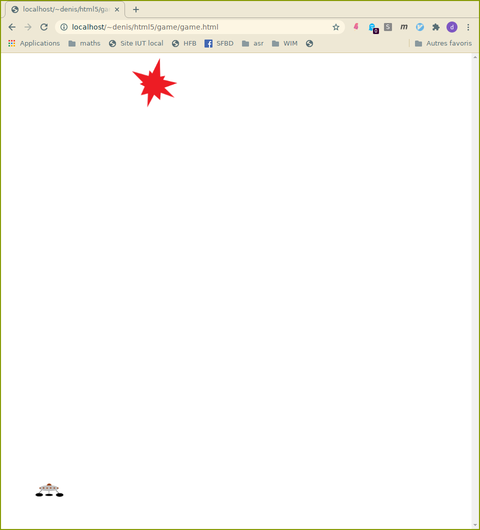 localhost/~denis/html5/ga
localhost/~denis/html5/game/game.html
0
S
m
d
Applications maths Site IUT local HFB SFBD asr WIM Autres favoris